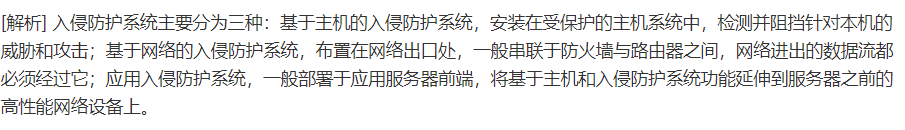 [解析] 入侵防护系统主要分为三种：基于主机的入侵防护系统，安装在受保护的主机系统中，检测并阻挡针对本机的
威胁和攻击；基于网络的入侵防护系统，布置在网络出口处，一般串联于防火墙与路由器之间，网络进出的数据流都
必须经过它；应用入侵防护系统，一般部署于应用服务器前端，将基于主机和入侵防护系统功能延伸到服务器之前的
高性能网络设备上。